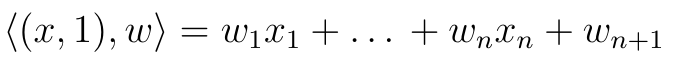 ⟨(x, 1), w⟩ = w₁x₁ + … + wₙxₙ + wₙ₊₁